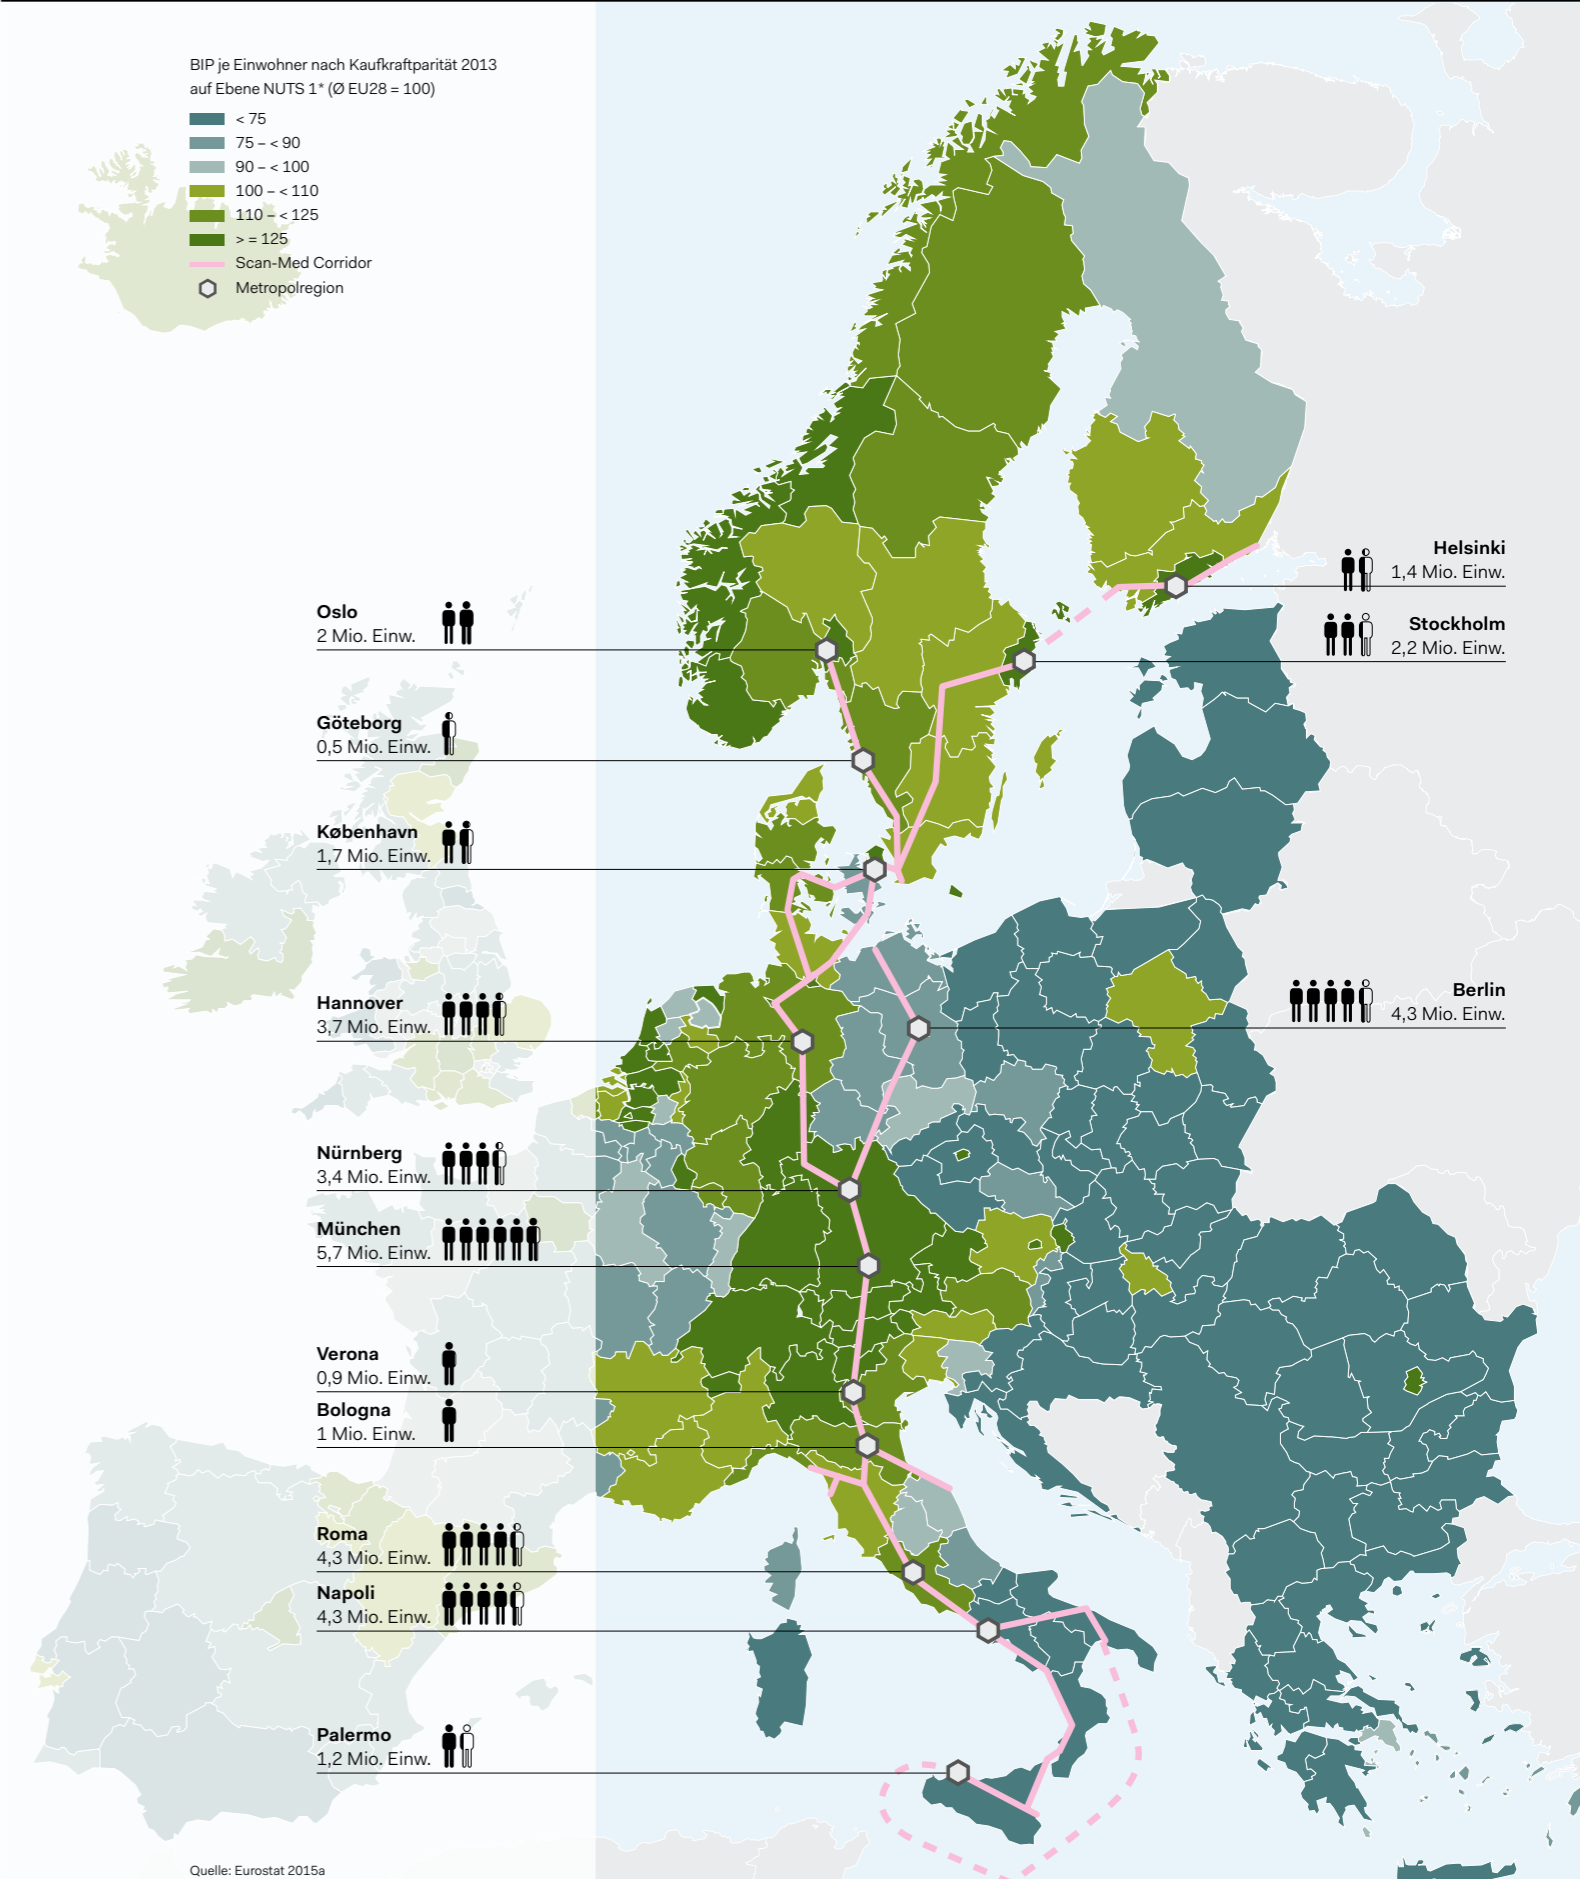 BIP je Einwohner nach Kaufkraftparität 2013
auf Ebene NUTS 1* (Ø EU28 = 100)
< 75
75 – < 90
90 – < 100
100 – < 110
110 – < 125
> = 125
Scan-Med Corridor
Metropolregion
Helsinki
1,4 Mio. Einw.
Oslo
2 Mio. Einw.
Stockholm
2,2 Mio. Einw.
Göteborg
0,5 Mio. Einw.
København
1,7 Mio. Einw.
Hannover
3,7 Mio. Einw.
Berlin
4,3 Mio. Einw.
Nürnberg
3,4 Mio. Einw.
München
5,7 Mio. Einw.
Verona
0,9 Mio. Einw.
Bologna
1 Mio. Einw.
Roma
4,3 Mio. Einw.
Napoli
4,3 Mio. Einw.
Palermo
1,2 Mio. Einw.
Quelle: Eurostat 2015a